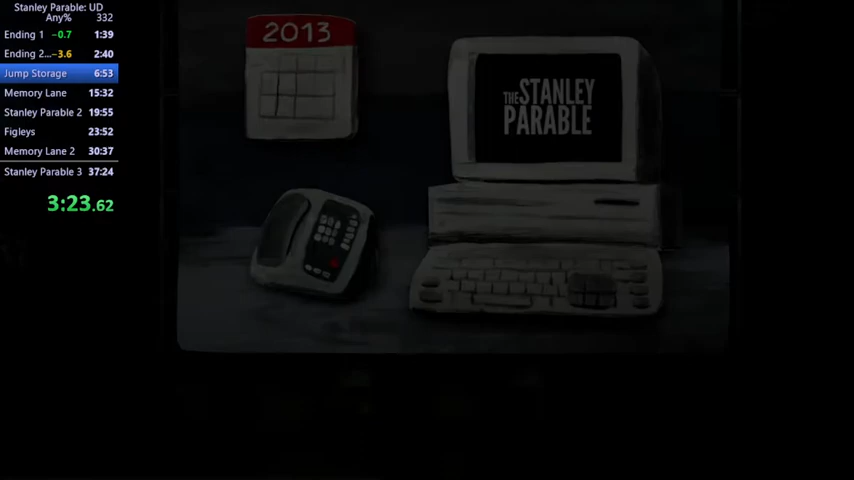 Stanley Parable: UD
Any% 332
Ending 1 -0.7 1:39
Ending 2... -3.6 2:40
Jump Storage 6:53
Memory Lane 15:32
Stanley Parable 2 19:55
Figleys 23:52
Memory Lane 2 30:37
Stanley Parable 3 37:24
3:23.62
2013
THE STANLEY
PARABLE